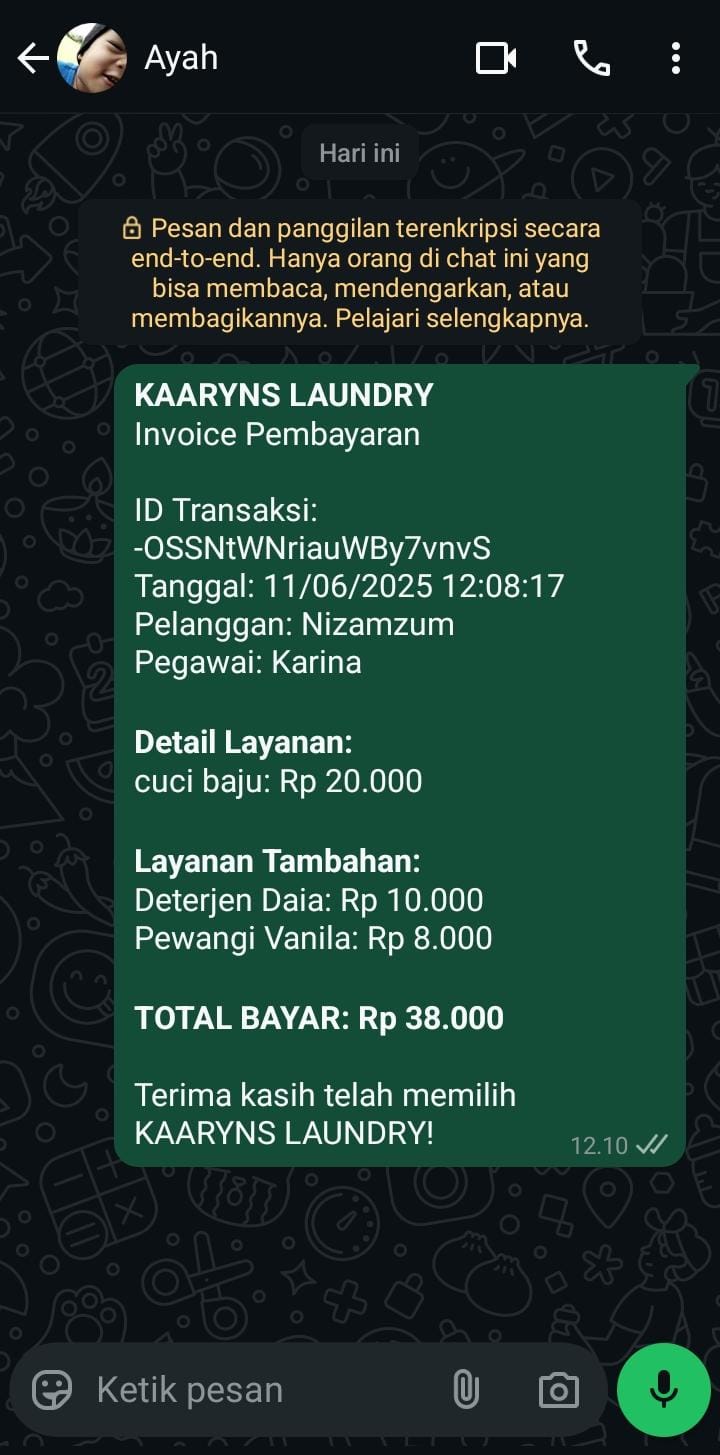 Ayah
Hari ini
Pesan dan panggilan terenkripsi secara
end-to-end. Hanya orang di chat ini yang
bisa membaca, mendengarkan, atau
membagikannya. Pelajari selengkapnya.
KAARYNS LAUNDRY
Invoice Pembayaran
ID Transaksi:
-OSSNtWNriauWBy7vnvS
Tanggal: 11/06/2025 12:08:17
Pelanggan: Nizamzum
Pegawai: Karina
Detail Layanan:
cuci baju: Rp 20.000
Layanan Tambahan:
Deterjen Daia: Rp 10.000
Pewangi Vanila: Rp 8.000
TOTAL BAYAR: Rp 38.000
Terima kasih telah memilih
KAARYNS LAUNDRY!
12.10
Ketik pesan